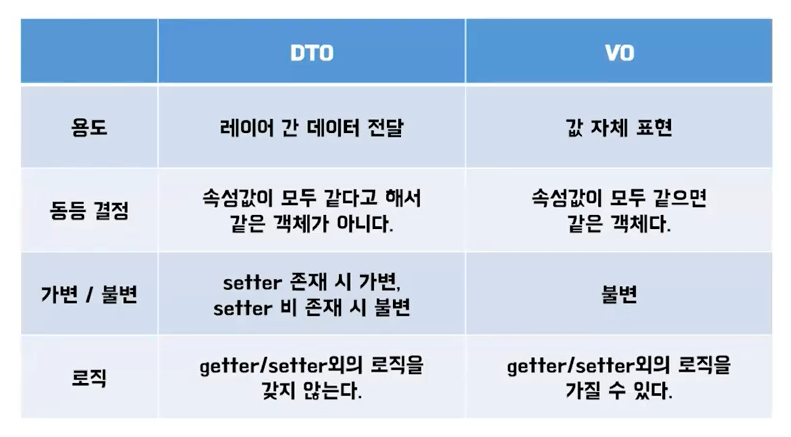 DTO VO
용도 레이어 간 데이터 전달 값 자체 표현
동등 결정 속성값이 모두 같다고 해서
같은 객체가 아니다. 속성값이 모두 같으면
같은 객체다.
가변 / 불변 setter 존재 시 가변,
setter 비 존재 시 불변 불변
로직 getter/setter외의 로직을
갖지 않는다. getter/setter외의 로직을
가질 수 있다.